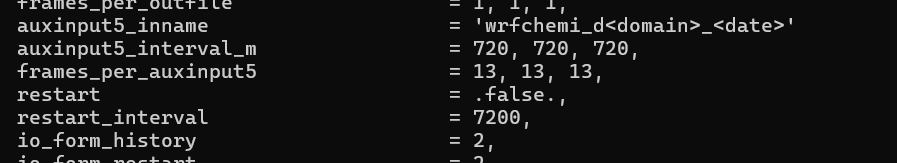 frames_per_outfile = 1, 1, 1,
auxinput5_inname = 'wrfchemi_d<domain>_<date>'
auxinput5_interval_m = 720, 720, 720,
frames_per_auxinput5 = 13, 13, 13,
restart = .false.,
restart_interval = 7200,
io_form_history = 2,
io_form_restart = 2